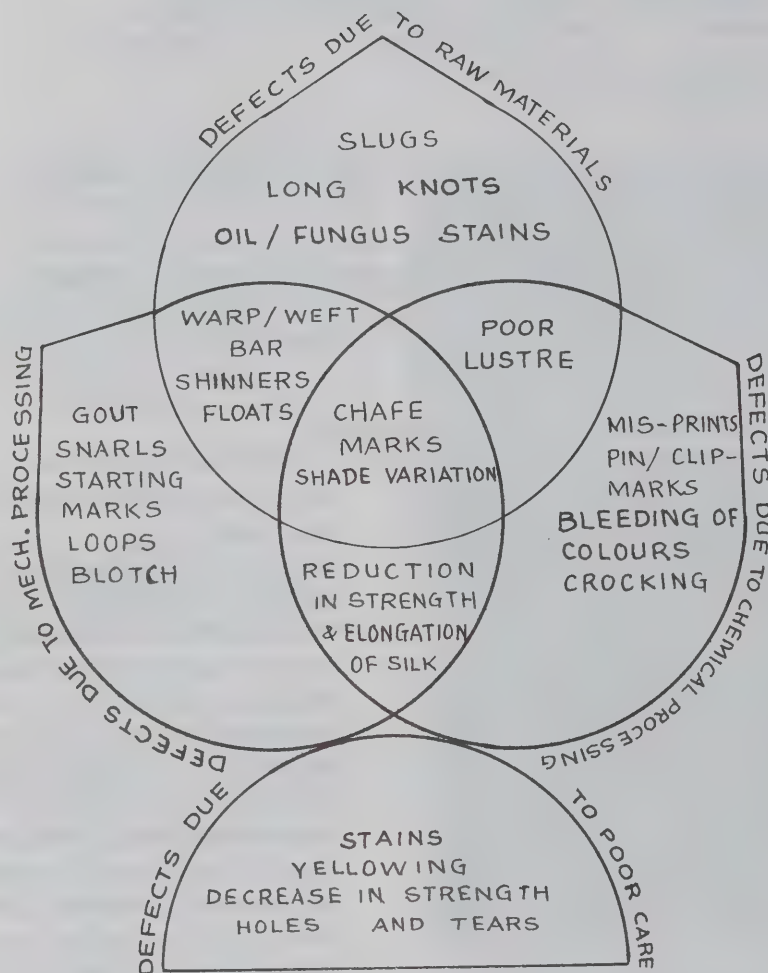 DEFECTS DUE TO RAW MATERIALS
SLUGS
LONG KNOTS
OIL / FUNGUS STAINS
WARP/WEFT
BAR
SHINNERS
FLOATS
POOR
LUSTRE
CHAFE
MARKS
SHADE VARIATION
DEFECTS DUE TO MECH. PROCESSING
GOUT
SNARLS
STARTING
MARKS
LOOPS
BLOTCH
MIS-PRINTS
PIN/ CLIP-
MARKS
BLEEDING OF
COLOURS
CROCKING
DEFECTS DUE TO CHEMICAL PROCESSING
REDUCTION
IN STRENGTH
& ELONGATION
OF SILK
DEFECTS DUE TO POOR CARE
STAINS
YELLOWING
DECREASE IN STRENGTH
HOLES AND TEARS